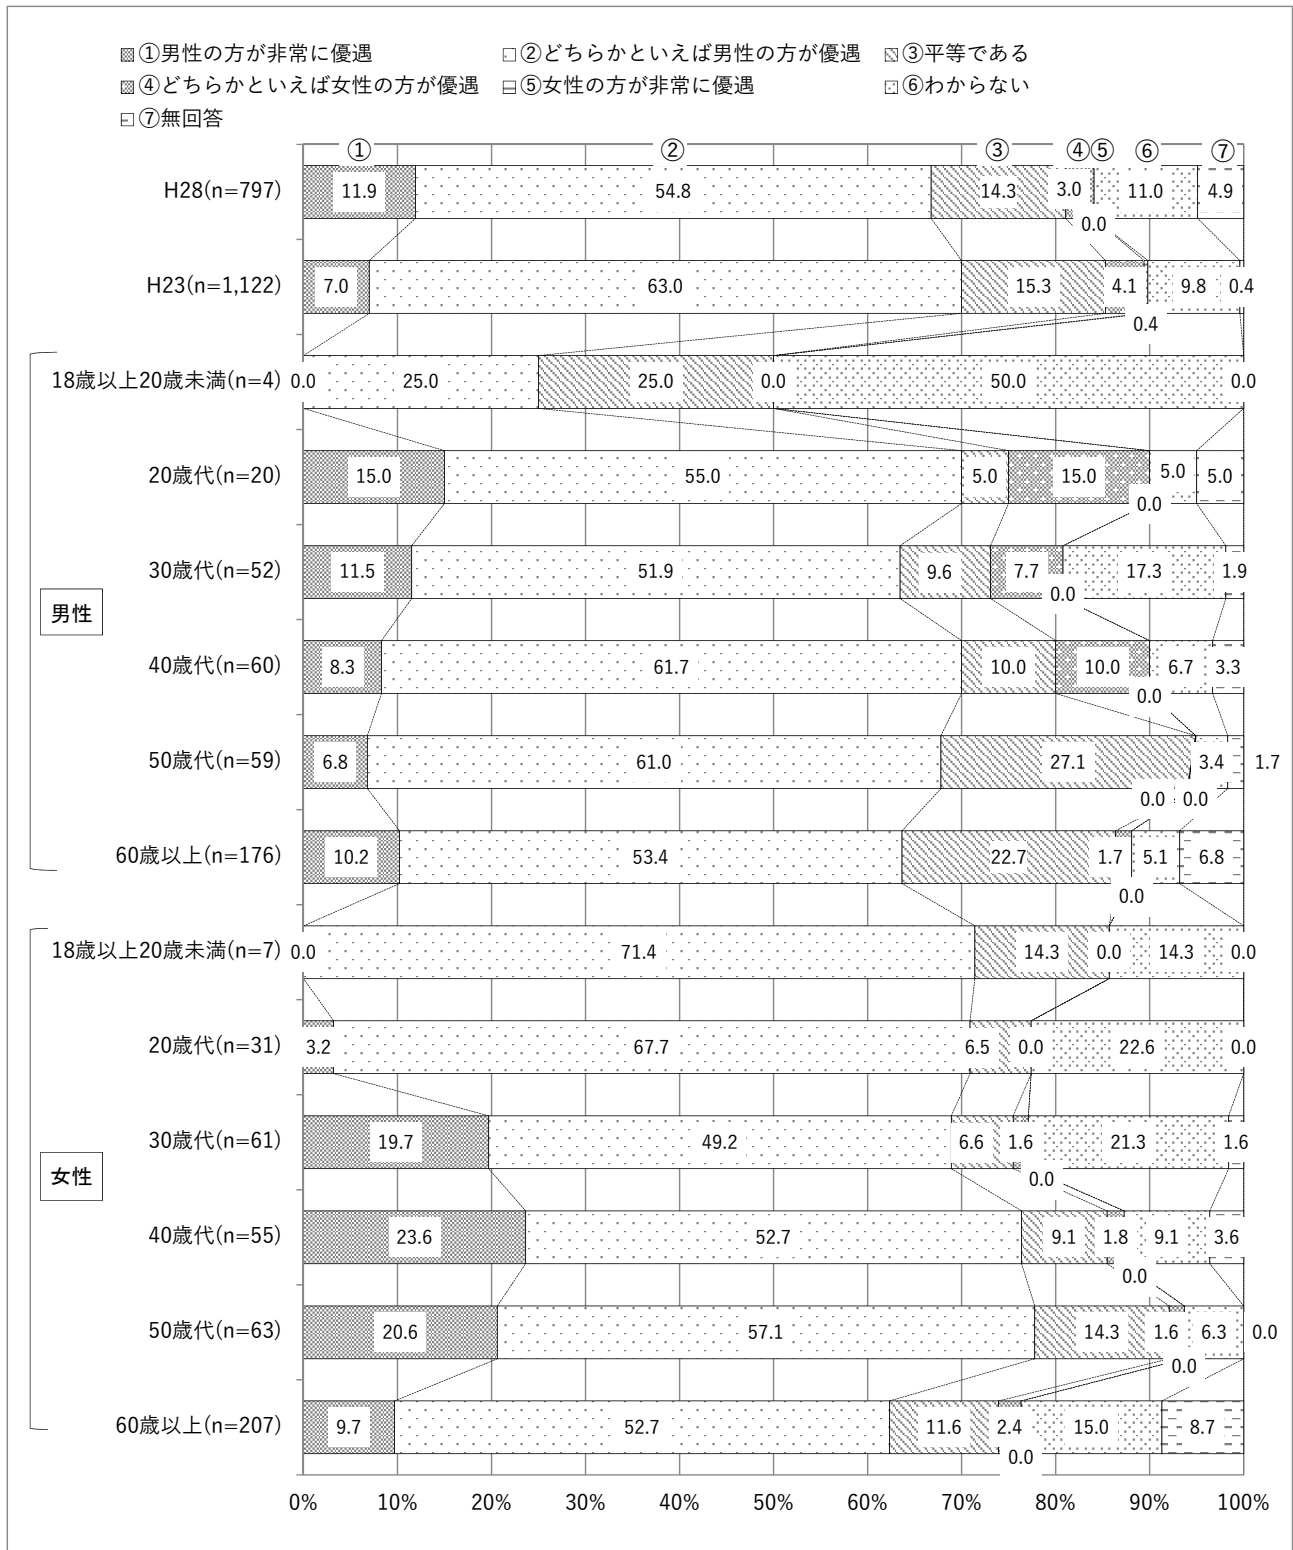 ①男性の方が非常に優遇 ②どちらかといえば男性の方が優遇 ③平等である
④どちらかといえば女性の方が優遇 ⑤女性の方が非常に優遇 ⑥わからない
⑦無回答
① ② ③ ④⑤ ⑥ ⑦
H28(n=797) 11.9 54.8 14.3 3.0 11.0 4.9
0.0
H23(n=1,122) 7.0 63.0 15.3 4.1 9.8 0.4
0.4
18歳以上20歳未満(n=4) 0.0 25.0 25.0 0.0 50.0 0.0
20歳代(n=20) 15.0 55.0 5.0 15.0 5.0 5.0
0.0
30歳代(n=52) 11.5 51.9 9.6 7.7 17.3 1.9
0.0
男性
40歳代(n=60) 8.3 61.7 10.0 10.0 6.7 3.3
0.0
50歳代(n=59) 6.8 61.0 27.1 3.4 1.7
0.0 0.0
60歳以上(n=176) 10.2 53.4 22.7 1.7 5.1 6.8
0.0
18歳以上20歳未満(n=7) 0.0 71.4 14.3 0.0 14.3 0.0
20歳代(n=31) 3.2 67.7 6.5 0.0 22.6 0.0
30歳代(n=61) 19.7 49.2 6.6 1.6 21.3 1.6
女性
0.0
40歳代(n=55) 23.6 52.7 9.1 1.8 9.1 3.6
0.0
50歳代(n=63) 20.6 57.1 14.3 1.6 6.3 0.0
0.0
60歳以上(n=207) 9.7 52.7 11.6 2.4 15.0 8.7
0.0
0% 10% 20% 30% 40% 50% 60% 70% 80% 90% 100%